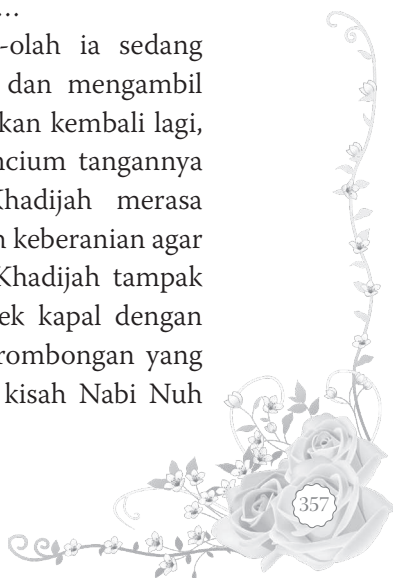 ...
-olah ia sedang
dan mengambil
kan kembali lagi,
ncium tangannya
Khadijah merasa
keberanian agar
Khadijah tampak
ek kapal dengan
rombongan yang
kisah Nabi Nuh
357